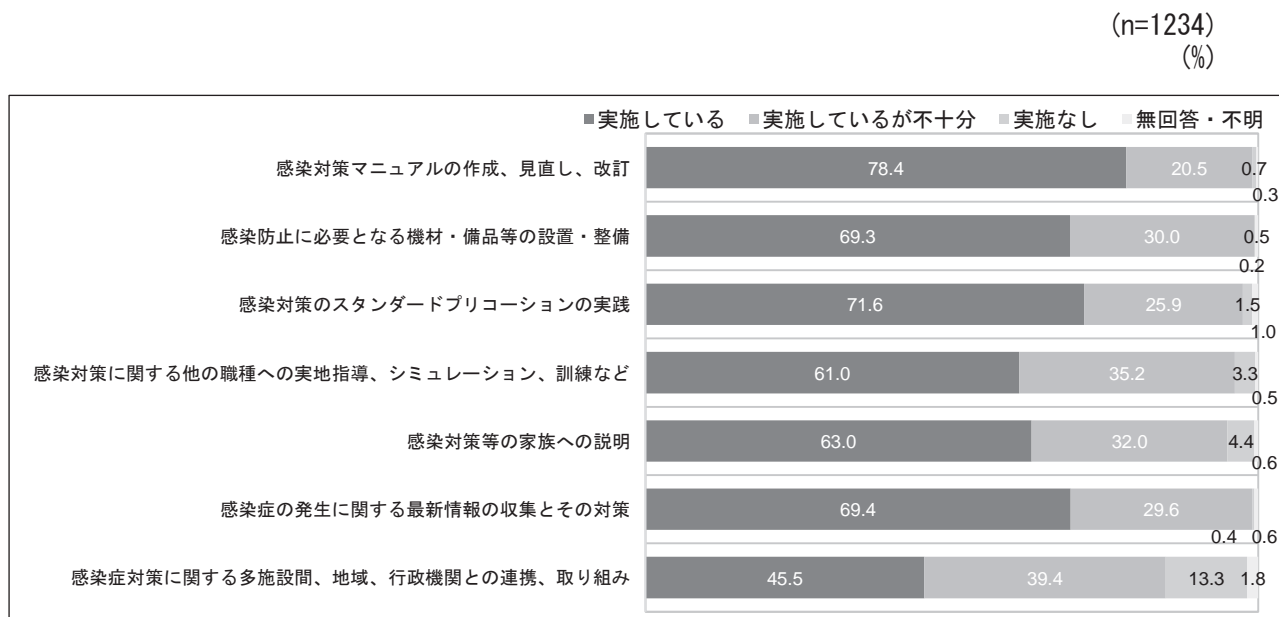 (n=1234)
(%)
■実施している ■実施しているが不十分 ■実施なし ■無回答・不明
感染対策マニュアルの作成、見直し、改訂 78.4 20.5 0.7
0.3
感染防止に必要となる機材・備品等の設置・整備 69.3 30.0 0.5
0.2
感染対策のスタンダードプリコーションの実践 71.6 25.9 1.5
1.0
感染対策に関する他の職種への実地指導、シミュレーション、訓練など 61.0 35.2 3.3
0.5
感染対策等の家族への説明 63.0 32.0 4.4
0.6
感染症の発生に関する最新情報の収集とその対策 69.4 29.6
0.4 0.6
感染症対策に関する多施設間、地域、行政機関との連携、取り組み 45.5 39.4 13.3 1.8